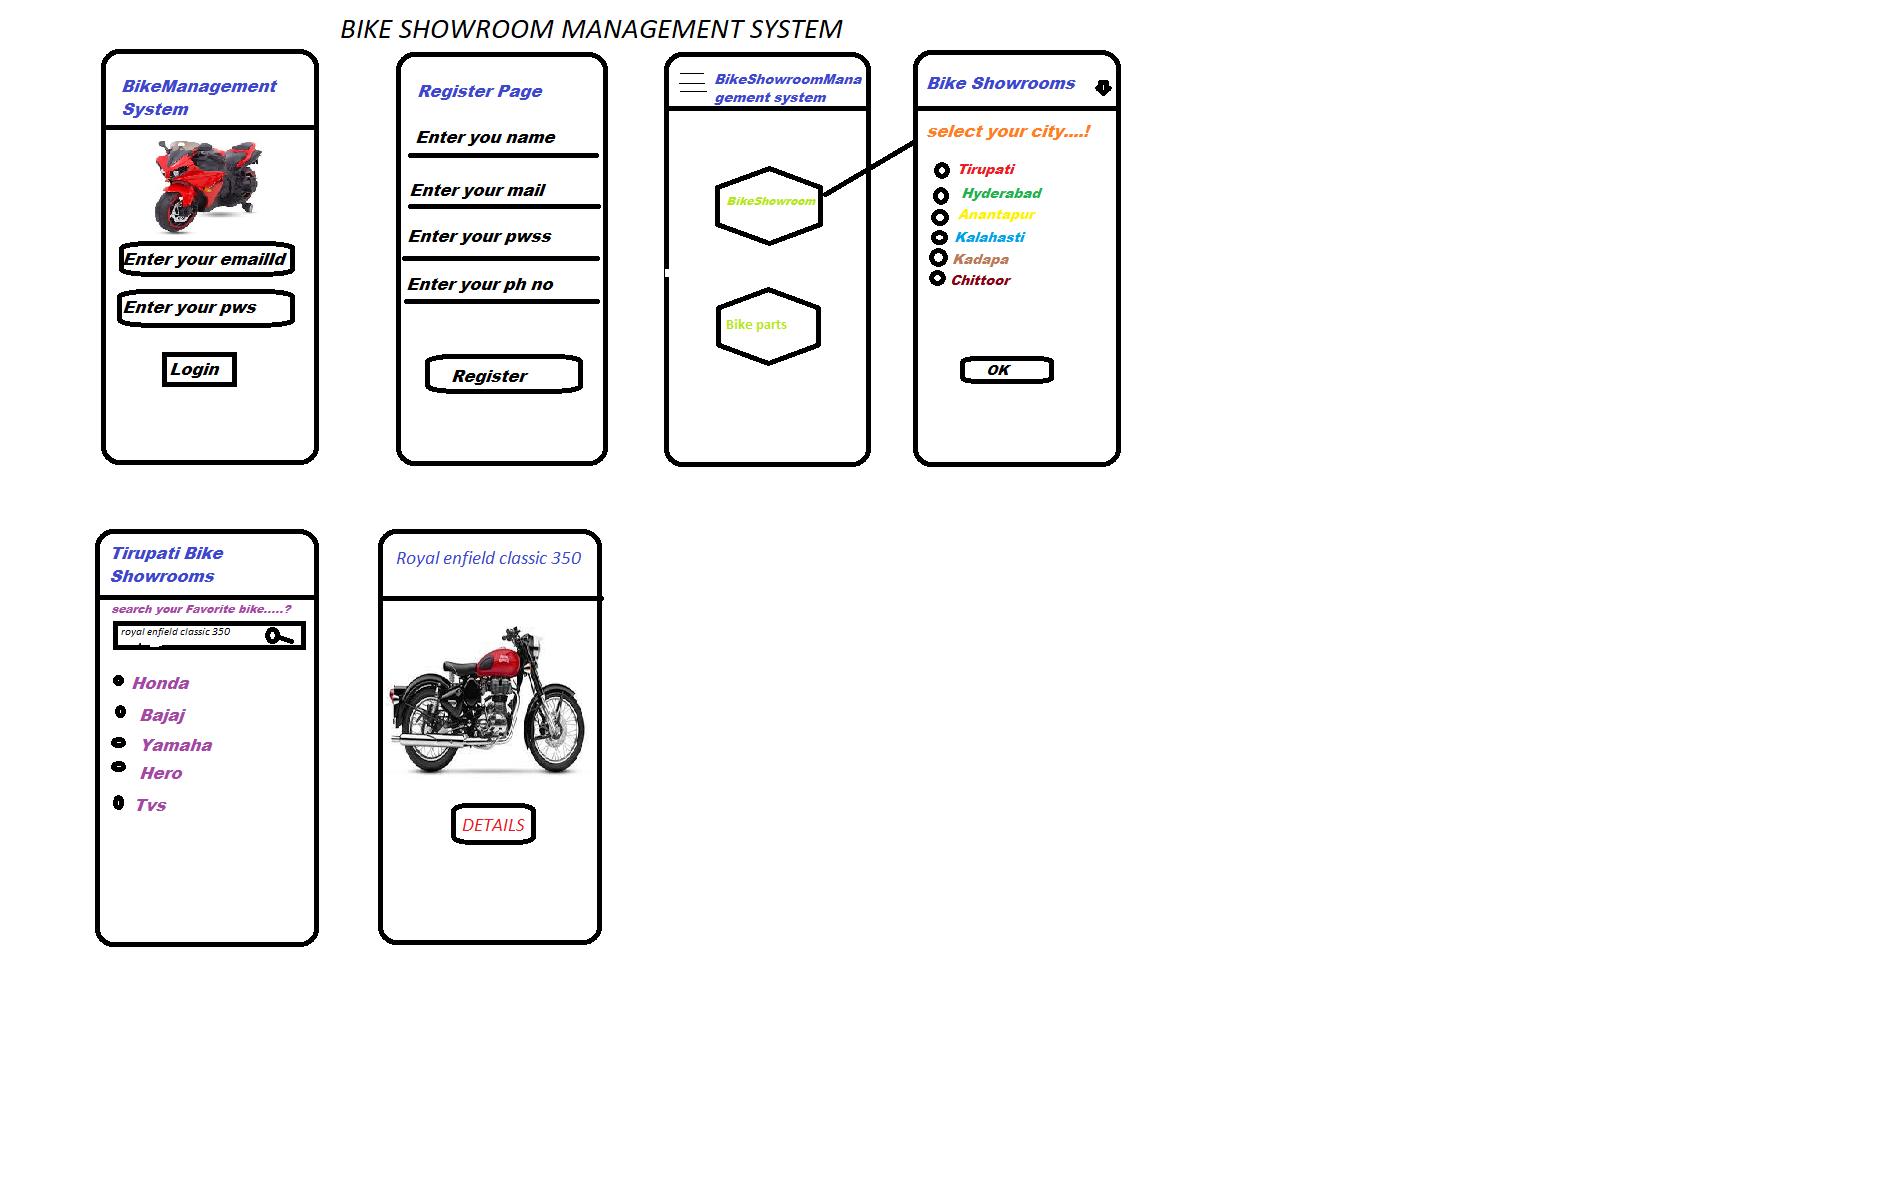 BIKE SHOWROOM MANAGEMENT SYSTEM
BikeManagement
System
Enter your emailId
Enter your pws
Login
Register Page
Enter you name
Enter your mail
Enter your pwss
Enter your ph no
Register
BikeShowroomMana
gement system
BikeShowroom
Bike parts
Bike Showrooms
select your city....!
Tirupati
Hyderabad
Anantapur
Kalahasti
Kadapa
Chittoor
OK
Tirupati Bike
Showrooms
search your Favorite bike.....?
royal enfield classic 350
Honda
Bajaj
Yamaha
Hero
Tvs
Royal enfield classic 350
DETAILS